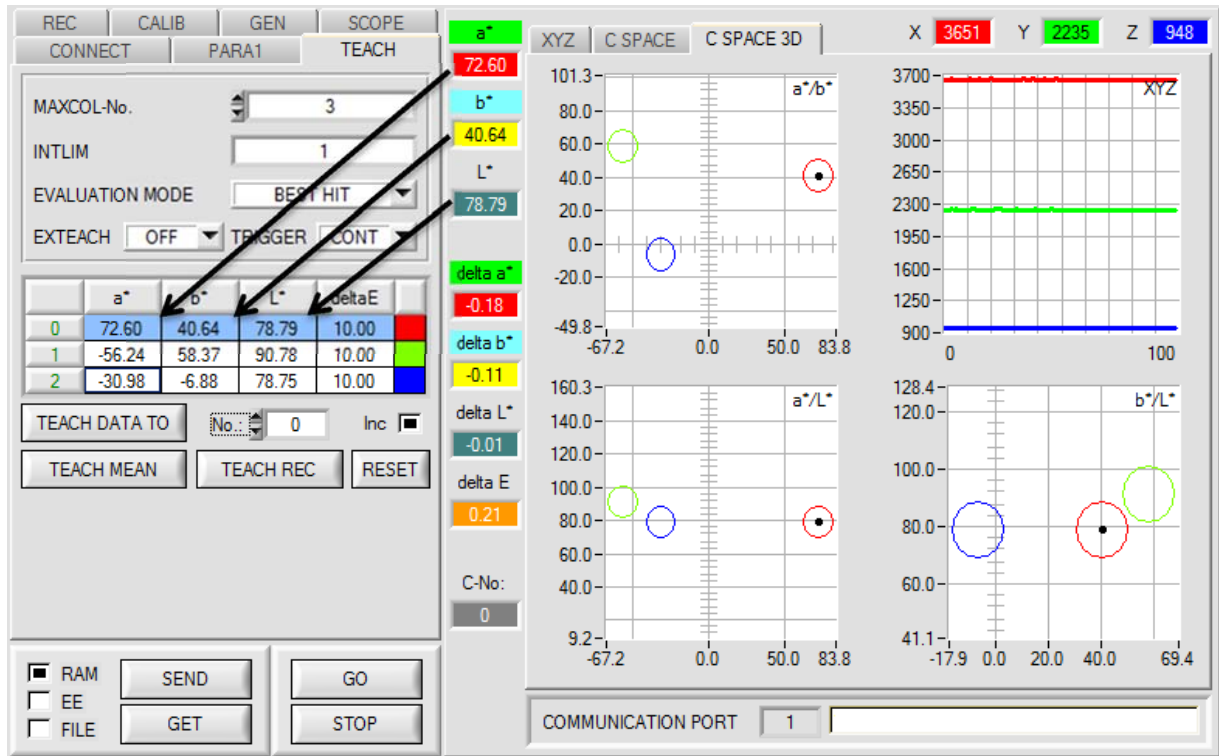 REC CALIB GEN SCOPE
CONNECT PARA1 TEACH
MAXCOL-No. 3
INTLIM 1
EVALUATION MODE BEST HIT
EXTEACH OFF TRIGGER CONT
a* b* L* deltaE
0 72.60 40.64 78.79 10.00
1 -56.24 58.37 90.78 10.00
2 -30.98 -6.88 78.75 10.00
TEACH DATA TO No.: 0 Inc
TEACH MEAN TEACH REC RESET
RAM
EE
FILE
SEND
GET
GO
STOP
a*
72.60
b*
40.64
L*
78.79
delta a*
-0.18
delta b*
-0.11
delta L*
-0.01
delta E
0.21
C-No:
0
XYZ C SPACE C SPACE 3D
X 3651 Y 2235 Z 948
a*/b*
101.3
80.0
60.0
40.0
20.0
0.0
-20.0
-49.8
-67.2 0.0 50.0 83.8
XYZ
3700
3350
3000
2650
2300
1950
1600
1250
900
0 100
a*/L*
160.3
140.0
120.0
100.0
80.0
60.0
40.0
9.2
-67.2 0.0 50.0 83.8
b*/L*
128.4
120.0
100.0
80.0
60.0
41.1
-17.9 0.0 20.0 40.0 69.4
COMMUNICATION PORT 1